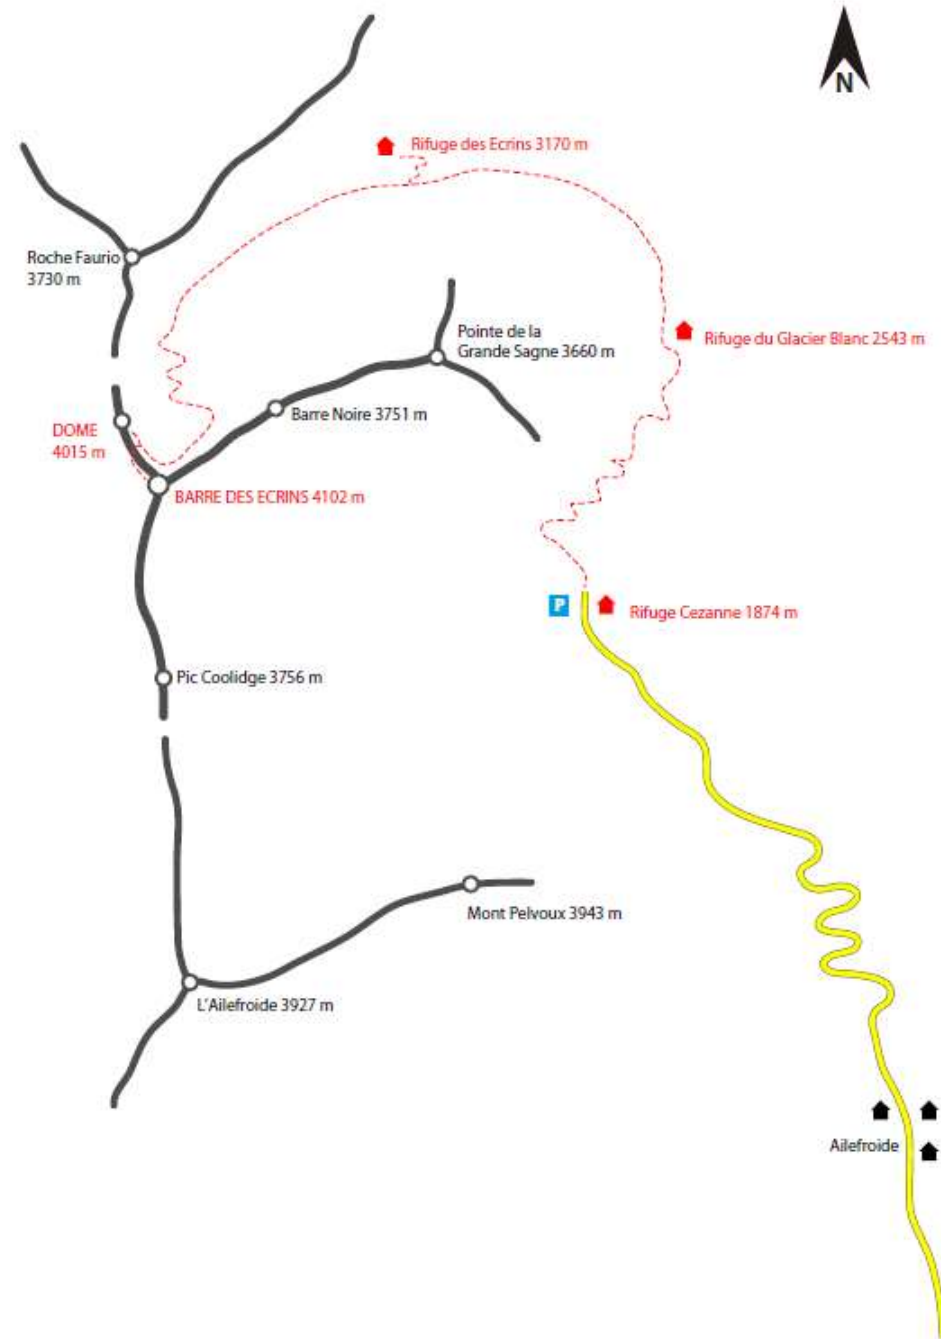 N
Rifuge des Ecrins 3170 m
Roche Faurio
3730 m
Pointe de la
Grande Sagne 3660 m
Rifuge du Glacier Blanc 2543 m
Barre Noire 3751 m
DOME
4015 m
BARRE DES ECRINS 4102 m
P
Rifuge Cezanne 1874 m
Pic Coolidge 3756 m
Mont Pelvoux 3943 m
L'Ailefroide 3927 m
Ailefroide